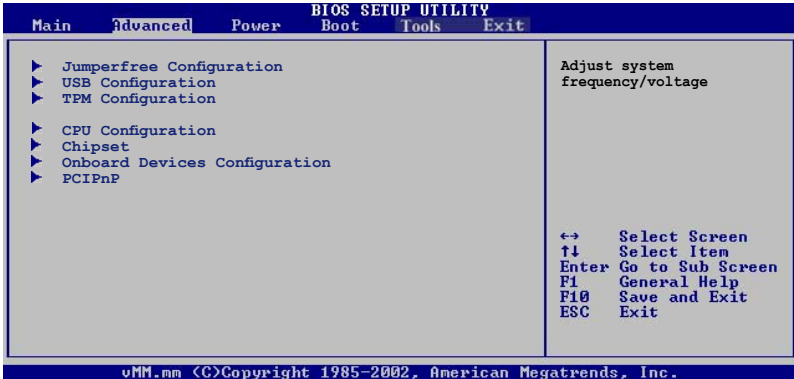 BIOS SETUP UTILITY
Main Advanced Power Boot Tools Exit
Jumperfree Configuration
USB Configuration
TPM Configuration
CPU Configuration
Chipset
Onboard Devices Configuration
PCIPnP
Adjust system
frequency/voltage
←→ Select Screen
↑↓ Select Item
Enter Go to Sub Screen
F1 General Help
F10 Save and Exit
ESC Exit
vMM.mm (C)Copyright 1985-2002, American Megatrends, Inc.